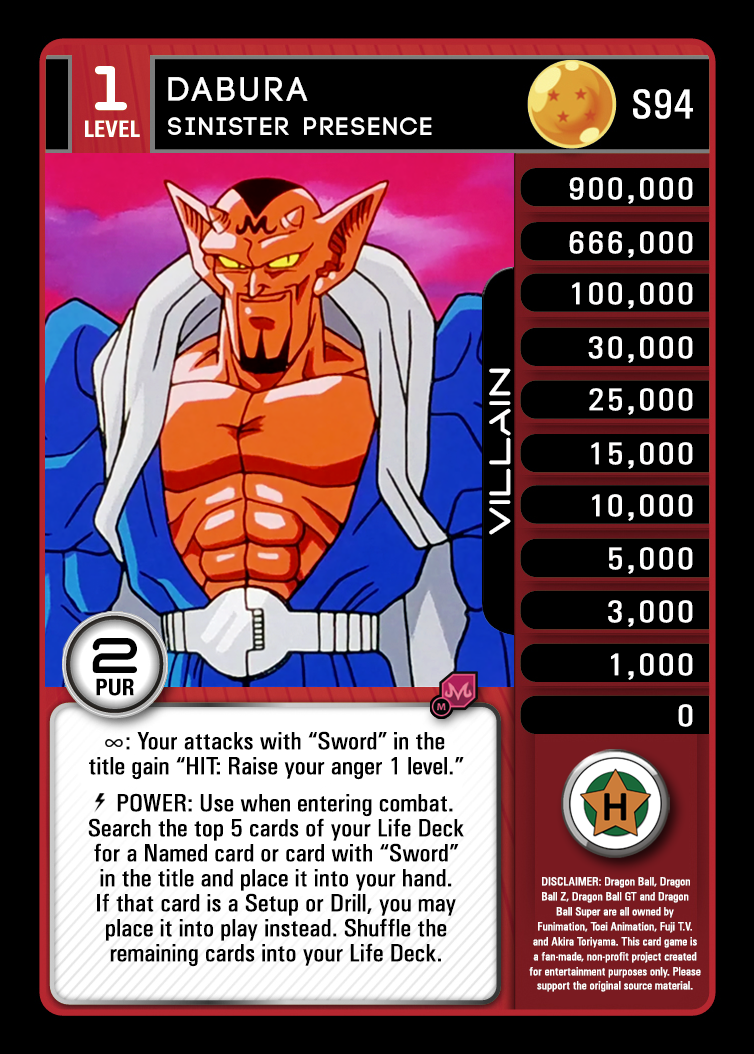 1
LEVEL
DABURA
SINISTER PRESENCE
S94
VILLAIN
900,000
666,000
100,000
30,000
25,000
15,000
10,000
5,000
3,000
1,000
0
2
PUR
M
M
∞: Your attacks with “Sword” in the
title gain “HIT: Raise your anger 1 level.”
POWER: Use when entering combat.
Search the top 5 cards of your Life Deck
for a Named card or card with “Sword”
in the title and place it into your hand.
If that card is a Setup or Drill, you may
place it into play instead. Shuffle the
remaining cards into your Life Deck.
H
DISCLAIMER: Dragon Ball, Dragon
Ball Z, Dragon Ball GT and Dragon
Ball Super are all owned by
Funimation, Toei Animation, Fuji T.V.
and Akira Toriyama. This card game is
a fan-made, non-profit project created
for entertainment purposes only. Please
support the original source material.